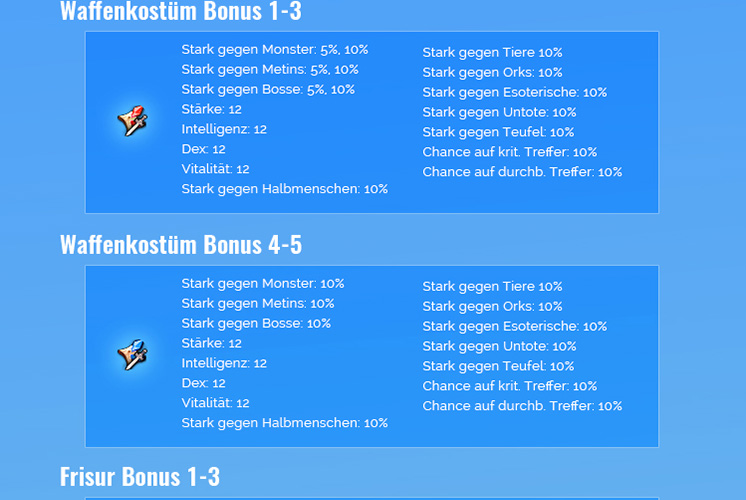 Waffenkostüm Bonus 1-3
Stark gegen Monster: 5%, 10%
Stark gegen Metins: 5%, 10%
Stark gegen Bosse: 5%, 10%
Stärke: 12
Intelligenz: 12
Dex: 12
Vitalität: 12
Stark gegen Halbmenschen: 10%
Stark gegen Tiere 10%
Stark gegen Orks: 10%
Stark gegen Esoterische: 10%
Stark gegen Untote: 10%
Stark gegen Teufel: 10%
Chance auf krit. Treffer: 10%
Chance auf durchb. Treffer: 10%
Waffenkostüm Bonus 4-5
Stark gegen Monster: 10%
Stark gegen Metins: 10%
Stark gegen Bosse: 10%
Stärke: 12
Intelligenz: 12
Dex: 12
Vitalität: 12
Stark gegen Halbmenschen: 10%
Stark gegen Tiere 10%
Stark gegen Orks: 10%
Stark gegen Esoterische: 10%
Stark gegen Untote: 10%
Stark gegen Teufel: 10%
Chance auf krit. Treffer: 10%
Chance auf durchb. Treffer: 10%
Frisur Bonus 1-3